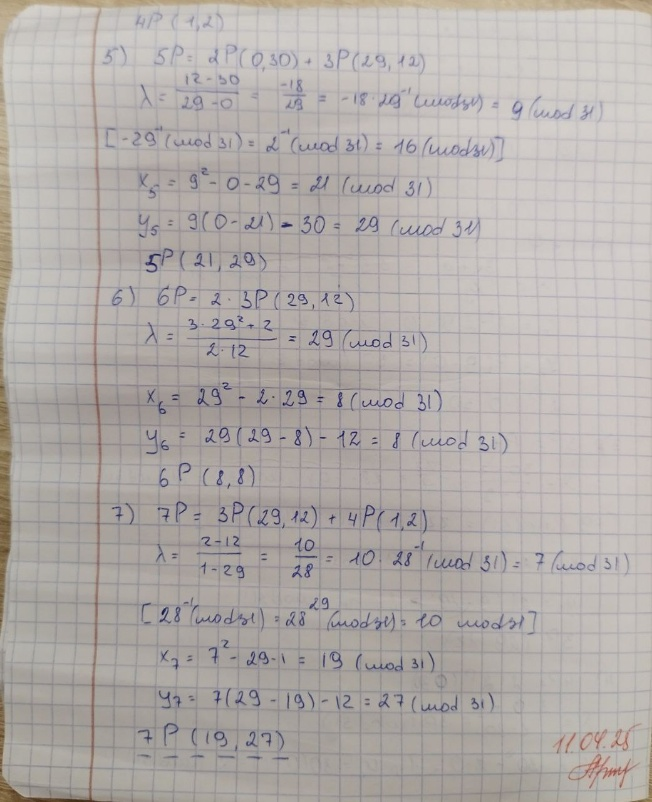 4P (1,2)
5) 5P = 2P(0,30) + 3P(29,12)
λ = \frac{12-30}{29-0} = \frac{-18}{29} = -18·29⁻¹(mod 31) = 9(mod 31)
[-29⁻¹(mod 31) = 2⁻¹(mod 31) = 16(mod 31)]
x₅ = 9² - 0 - 29 = 21 (mod 31)
y₅ = 9(0-21) - 30 = 29 (mod 31)
5P(21,29)
6) 6P = 2·3P(29,12)
λ = \frac{3·29²+2}{2·12} = 29(mod 31)
x₆ = 29² - 2·29 = 8(mod 31)
y₆ = 29(29-8) - 12 = 8 (mod 31)
6P (8,8)
7) 7P = 3P(29,12) + 4P(1,2)
λ = \frac{2-12}{1-29} = \frac{10}{28} = 10·28⁻¹(mod 31) = 7(mod 31)
[28⁻¹(mod 31) = 28²⁹(mod 31) = 10 mod 31]
x₇ = 7² - 29 - 1 = 19 (mod 31)
y₇ = 7(29-19) - 12 = 27(mod 31)
7P (19,27)
11.04.25